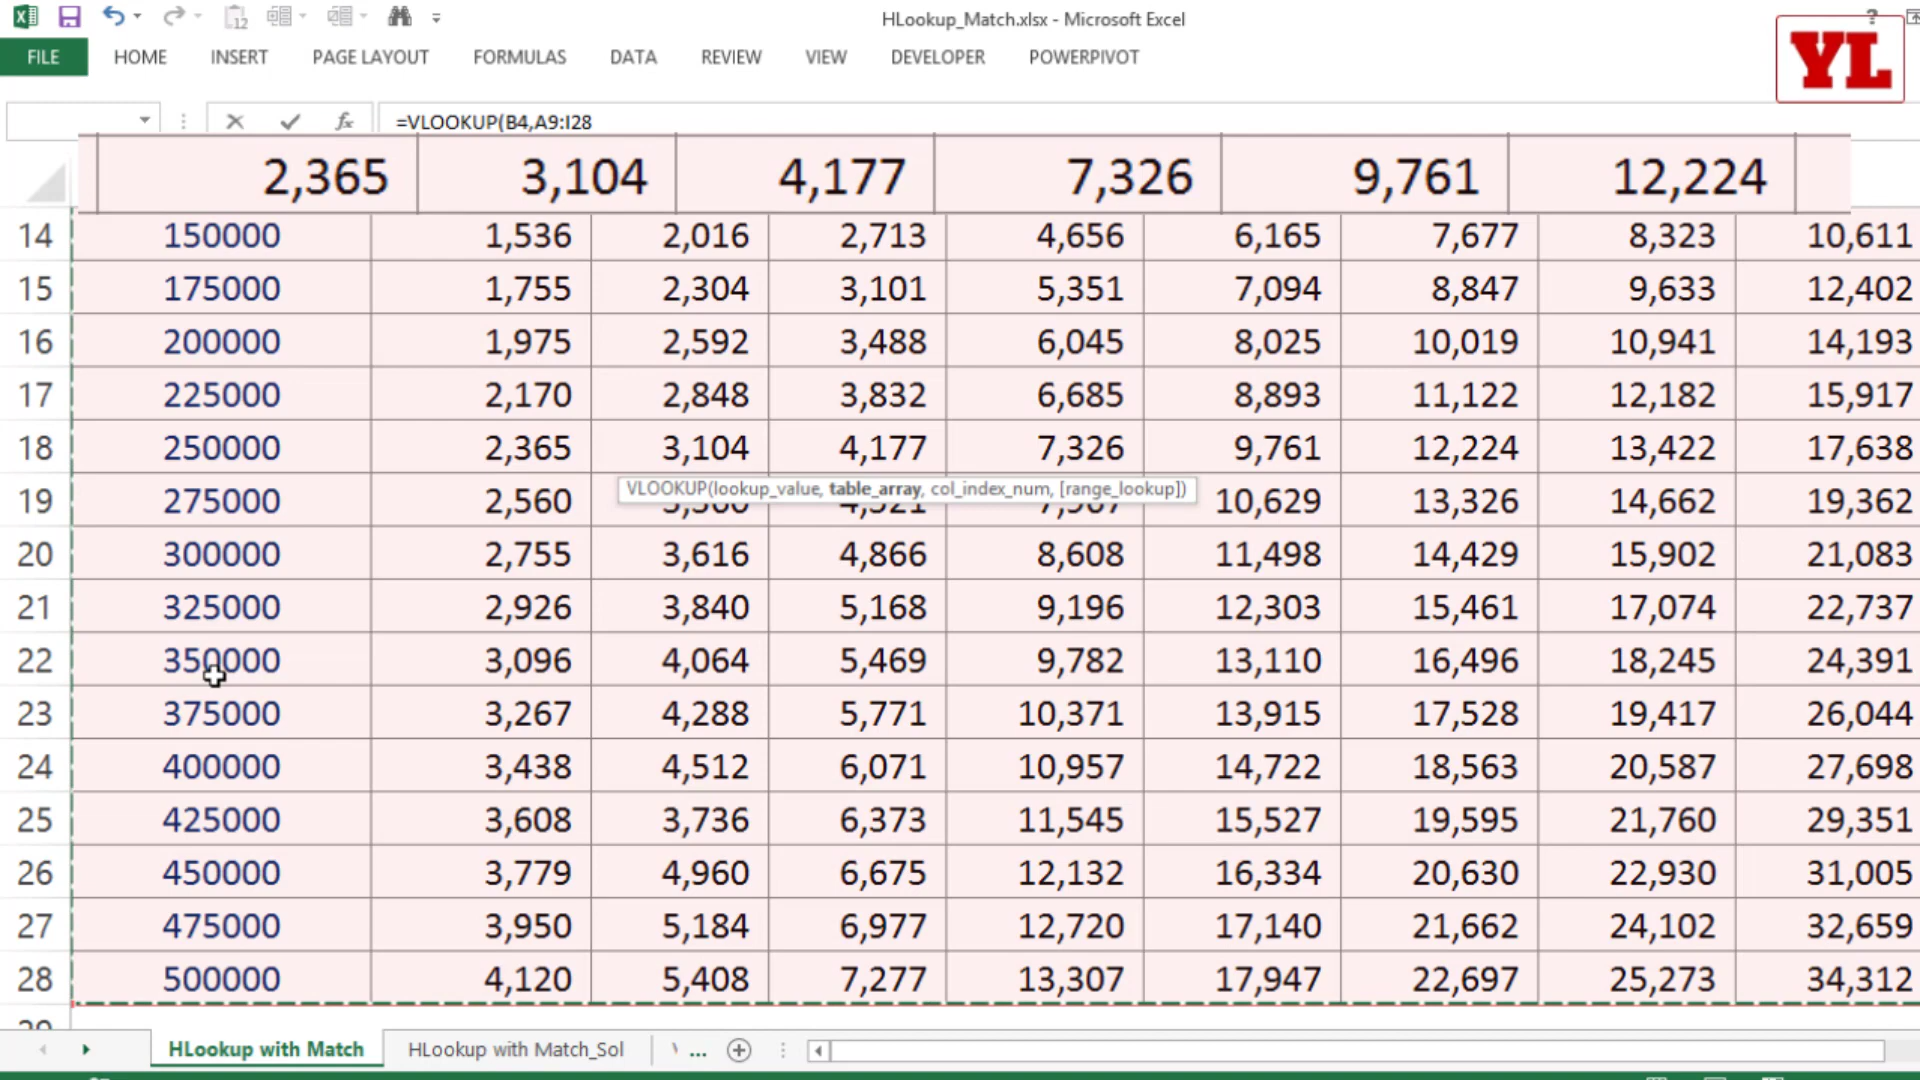 HLookup_Match.xlsx - Microsoft Excel
?
12
FILE HOME INSERT PAGE LAYOUT FORMULAS DATA REVIEW VIEW DEVELOPER POWERPIVOT
YL
fx =VLOOKUP(B4,A9:I28
2,365 3,104 4,177 7,326 9,761 12,224
14 150000 1,536 2,016 2,713 4,656 6,165 7,677 8,323 10,611
15 175000 1,755 2,304 3,101 5,351 7,094 8,847 9,633 12,402
16 200000 1,975 2,592 3,488 6,045 8,025 10,019 10,941 14,193
17 225000 2,170 2,848 3,832 6,685 8,893 11,122 12,182 15,917
18 250000 2,365 3,104 4,177 7,326 9,761 12,224 13,422 17,638
VLOOKUP(lookup_value, table_array, col_index_num, [range_lookup])
19 275000 2,560 10,629 13,326 14,662 19,362
20 300000 2,755 3,616 4,866 8,608 11,498 14,429 15,902 21,083
21 325000 2,926 3,840 5,168 9,196 12,303 15,461 17,074 22,737
22 350000 3,096 4,064 5,469 9,782 13,110 16,496 18,245 24,391
23 375000 3,267 4,288 5,771 10,371 13,915 17,528 19,417 26,044
24 400000 3,438 4,512 6,071 10,957 14,722 18,563 20,587 27,698
25 425000 3,608 3,736 6,373 11,545 15,527 19,595 21,760 29,351
26 450000 3,779 4,960 6,675 12,132 16,334 20,630 22,930 31,005
27 475000 3,950 5,184 6,977 12,720 17,140 21,662 24,102 32,659
28 500000 4,120 5,408 7,277 13,307 17,947 22,697 25,273 34,312
HLookup with Match HLookup with Match_Sol ...